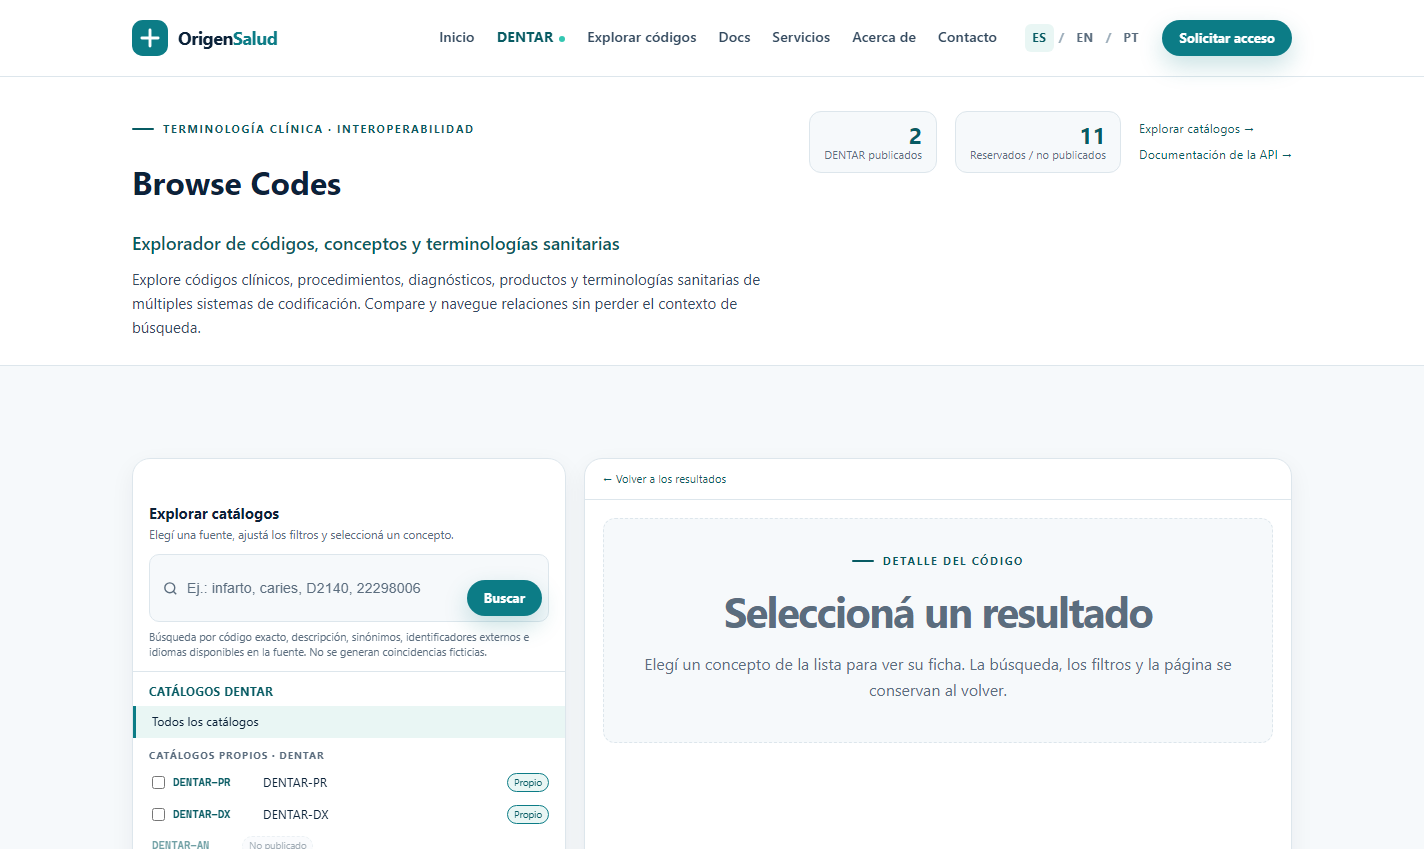 OrigenSalud
Inicio DENTAR Explorar códigos Docs Servicios Acerca de Contacto ES / EN / PT Solicitar acceso
TERMINOLOGÍA CLÍNICA · INTEROPERABILIDAD
Browse Codes
Explorador de códigos, conceptos y terminologías sanitarias
Explore códigos clínicos, procedimientos, diagnósticos, productos y terminologías sanitarias de
múltiples sistemas de codificación. Compare y navegue relaciones sin perder el contexto de
búsqueda.
2
DENTAR publicados
11
Reservados / no publicados
Explorar catálogos →
Documentación de la API →
Explorar catálogos
Elegí una fuente, ajustá los filtros y seleccioná un concepto.
Ej.: infarto, caries, D2140, 22298006
Buscar
Búsqueda por código exacto, descripción, sinónimos, identificadores externos e
idiomas disponibles en la fuente. No se generan coincidencias ficticias.
CATÁLOGOS DENTAR
Todos los catálogos
CATÁLOGOS PROPIOS · DENTAR
DENTAR-PR DENTAR-PR Propio
DENTAR-DX DENTAR-DX Propio
DENTAR-AN No publicado
← Volver a los resultados
DETALLE DEL CÓDIGO
Seleccioná un resultado
Elegí un concepto de la lista para ver su ficha. La búsqueda, los filtros y la página se
conservan al volver.